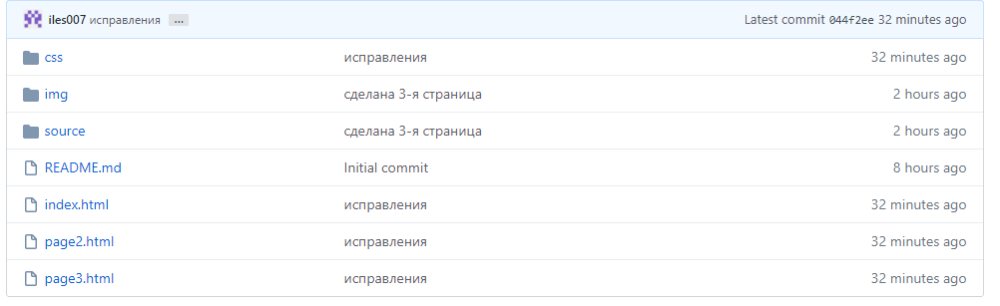 iles007 исправления ... Latest commit 044f2ee 32 minutes ago
css исправления 32 minutes ago
img сделана 3-я страница 2 hours ago
source сделана 3-я страница 2 hours ago
README.md Initial commit 8 hours ago
index.html исправления 32 minutes ago
page2.html исправления 32 minutes ago
page3.html исправления 32 minutes ago